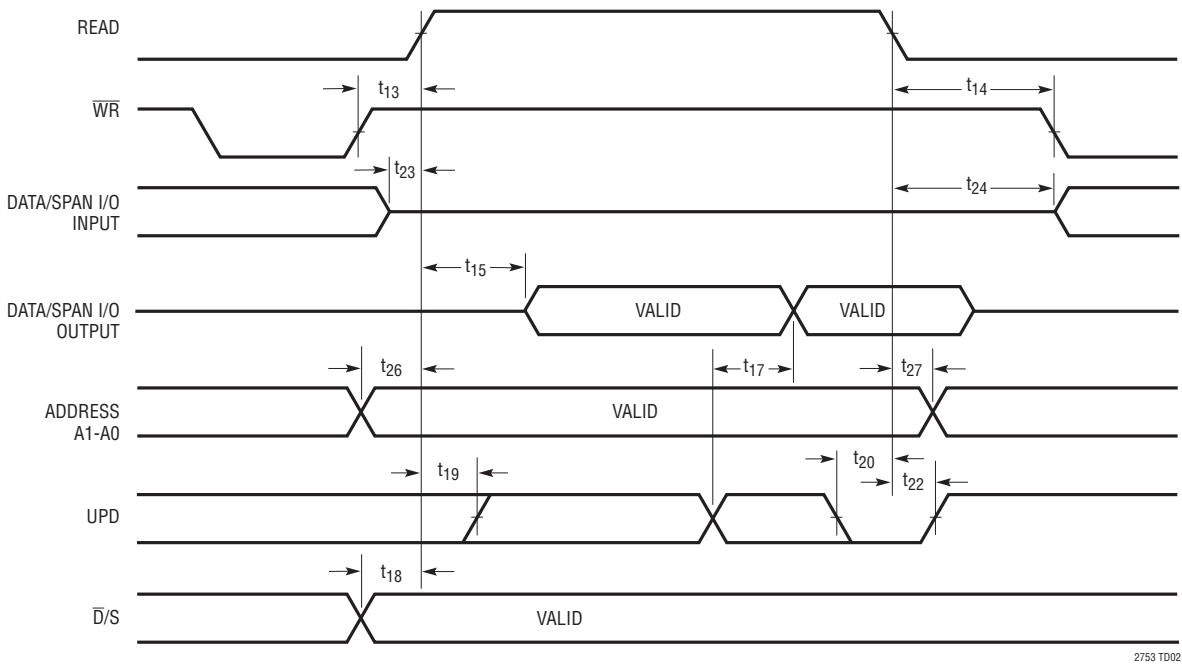 READ
t13
t14
W̅R̅
t23
t24
DATA/SPAN I/O
INPUT
t15
DATA/SPAN I/O
OUTPUT
VALID
VALID
t26
t17
t27
ADDRESS
A1-A0
VALID
t19
t20
t22
UPD
t18
D̅/S
VALID
2753 TD02